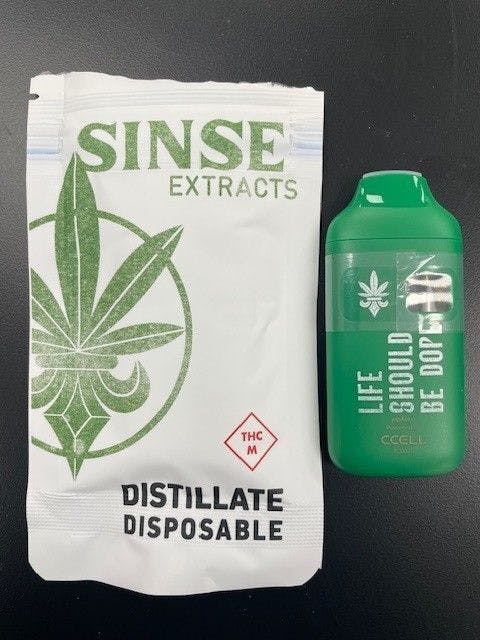 SINSE
EXTRACTS
THC
M
DISTILLATE
DISPOSABLE
LIFE
SHOULD
BE DOPE
CCELL